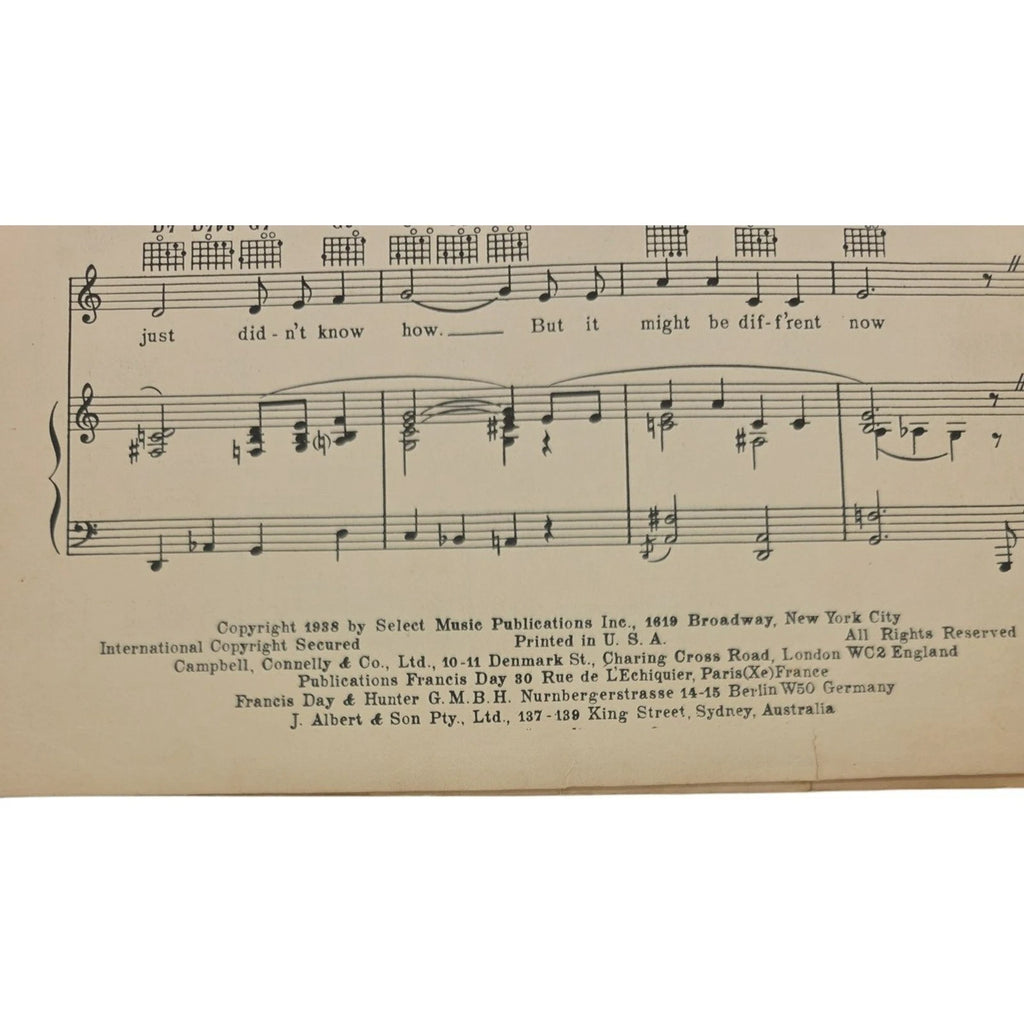 D7 G7
just did - n't know how. But it might be dif - f'rent now
Copyright 1938 by Select Music Publications Inc., 1619 Broadway, New York City
International Copyright Secured Printed in U. S. A. All Rights Reserved
Campbell, Connelly & Co., Ltd., 10-11 Denmark St., Charing Cross Road, London WC2 England
Publications Francis Day 30 Rue de L'Echiquier, Paris(Xe)France
Francis Day & Hunter G. M. B. H. Nurnbergerstrasse 14-15 Berlin W50 Germany
J. Albert & Son Pty., Ltd., 137-139 King Street, Sydney, Australia